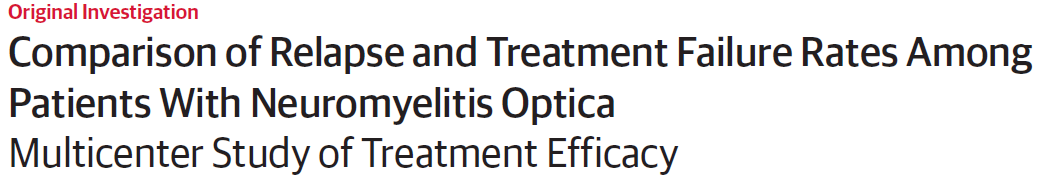 Original Investigation
Comparison of Relapse and Treatment Failure Rates Among
Patients With Neuromyelitis Optica
Multicenter Study of Treatment Efficacy